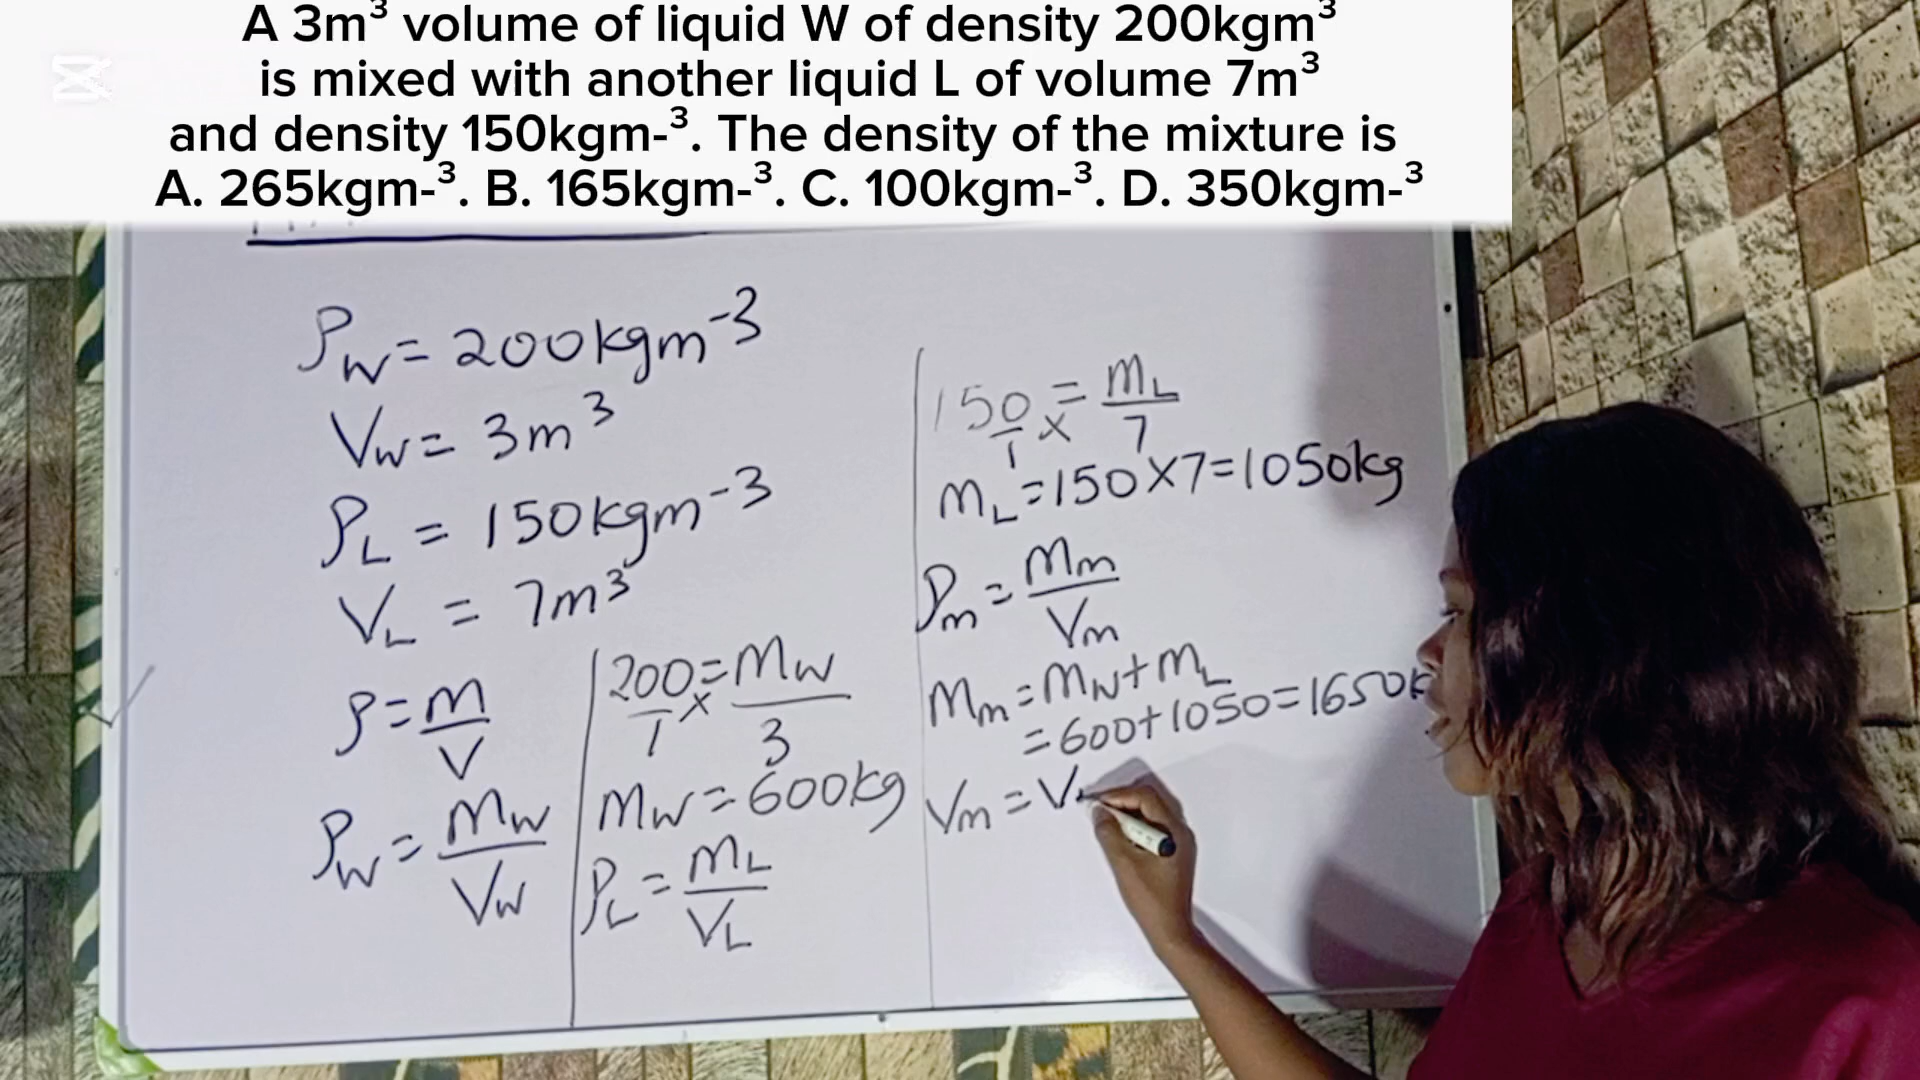 A 3m³ volume of liquid W of density 200kgm³
is mixed with another liquid L of volume 7m³
and density 150kgm-³. The density of the mixture is
A. 265kgm-³. B. 165kgm-³. C. 100kgm-³. D. 350kgm-³
ρW = 200kgm⁻³
VW = 3m³
ρL = 150kgm⁻³
VL = 7m³
ρ = m/V
ρW = MW/VW
200/1 × = MW/3
MW = 600kg
ρL = mL/VL
150/1 × = mL/7
mL = 150 × 7 = 1050kg
ρm = Mm/Vm
Mm = MW + mL
= 600 + 1050 = 1650k
Vm = V